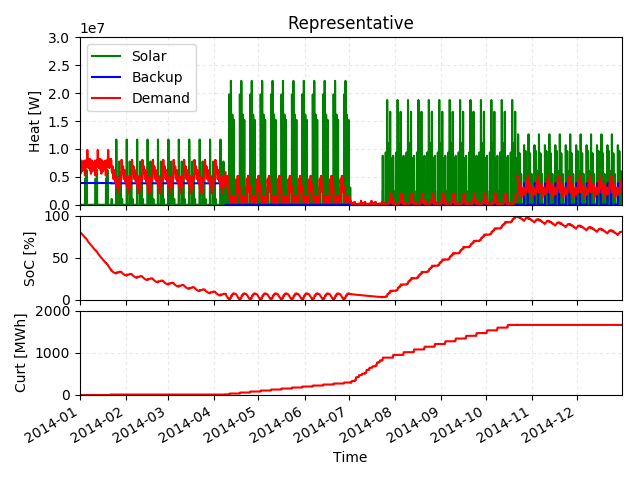 Representative
1e7
3.0
2.5
2.0
1.5
1.0
0.5
0.0
Heat [W]
Solar
Backup
Demand
100
50
0
SoC [%]
2000
1000
0
Curt [MWh]
2014-01
2014-02
2014-03
2014-04
2014-05
2014-06
2014-07
2014-08
2014-09
2014-10
2014-11
2014-12
Time